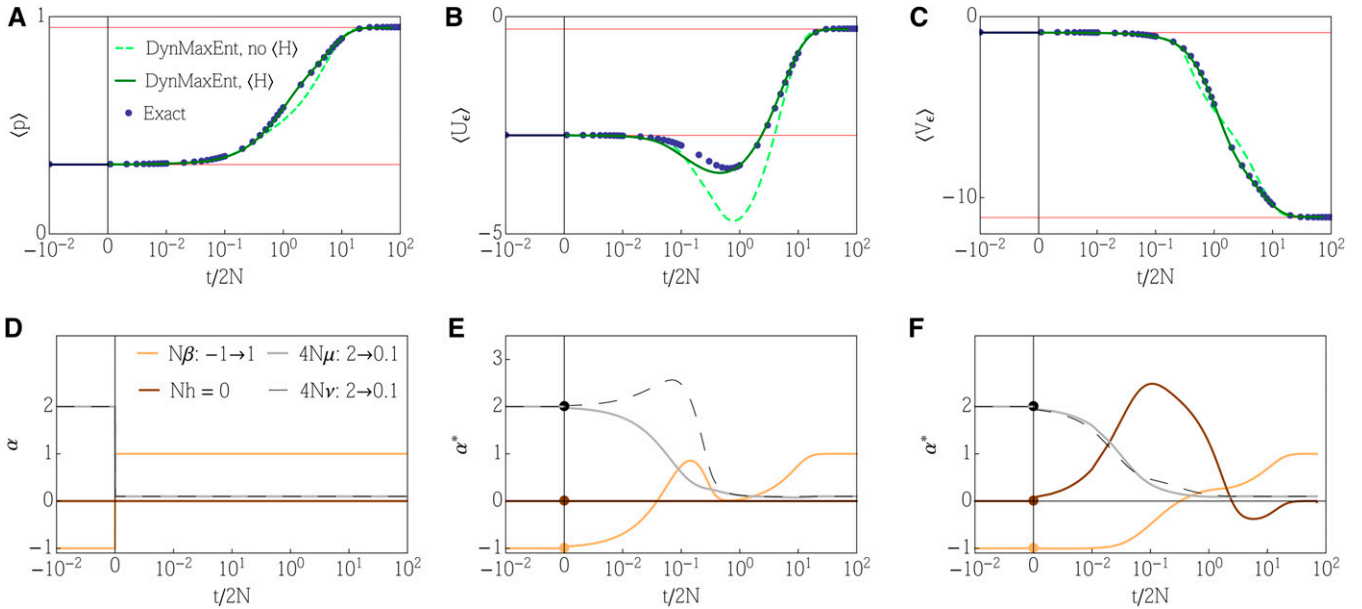 A
1
⟨p⟩
0
DynMaxEnt, no ⟨H⟩
DynMaxEnt, ⟨H⟩
Exact
−10⁻² 0 10⁻² 10⁻¹ 10⁰ 10¹ 10²
t/2N
B
0
⟨Uϵ⟩
−5
−10⁻² 0 10⁻² 10⁻¹ 10⁰ 10¹ 10²
t/2N
C
0
⟨Vϵ⟩
−10
−10⁻² 0 10⁻² 10⁻¹ 10⁰ 10¹ 10²
t/2N
D
Nβ: −1→1 4Nμ: 2→0.1
Nh = 0 4Nν: 2→0.1
2
α
1
0
−1
−10⁻² 0 10⁻² 10⁻¹ 10⁰ 10¹ 10²
t/2N
E
3
2
α*
1
0
−1
−10⁻² 0 10⁻² 10⁻¹ 10⁰ 10¹ 10²
t/2N
F
2
α*
1
0
−1
−10⁻² 0 10⁻² 10⁻¹ 10⁰ 10¹ 10²
t/2N